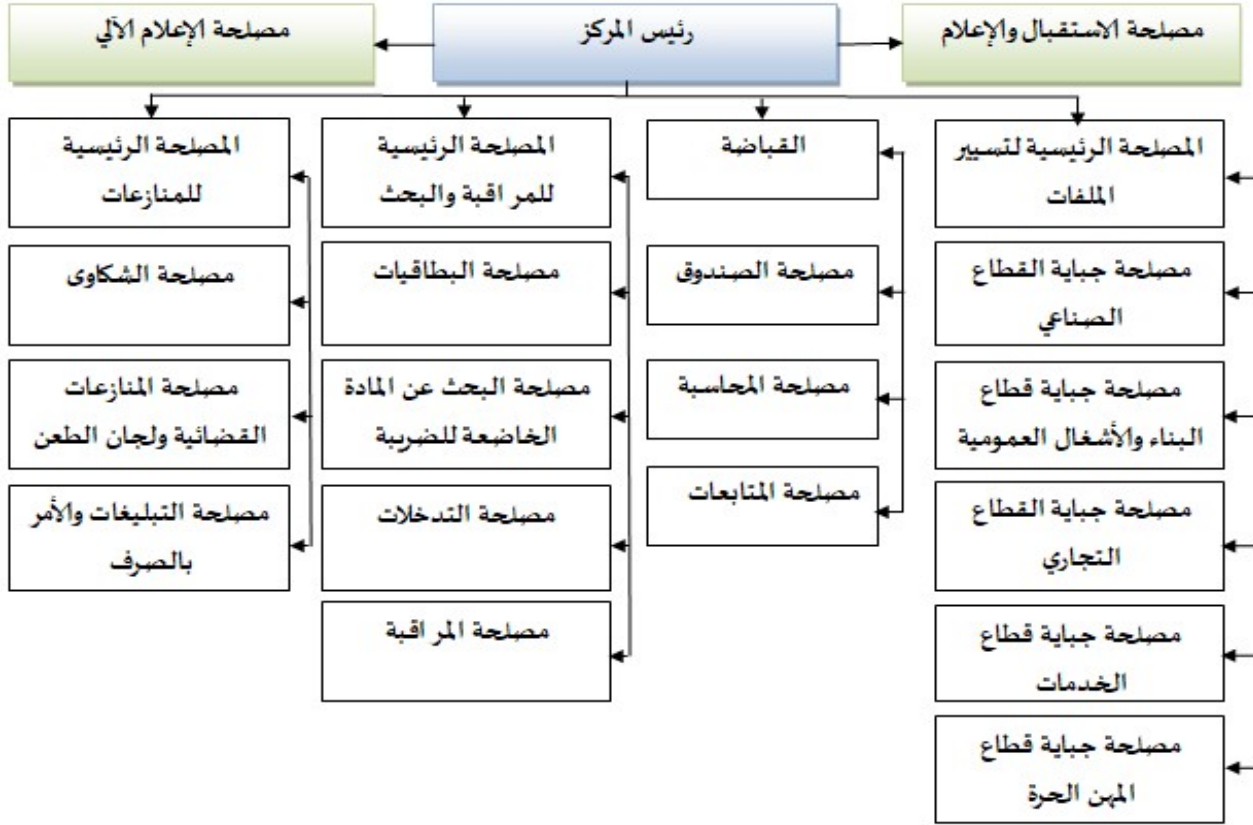 مصلحة الاستقبال والإعلام
رئيس المركز
مصلحة الإعلام الآلي
المصلحة الرئيسية لتسيير
الملفات
مصلحة جباية القطاع
الصناعي
مصلحة جباية قطاع
البناء والأشغال العمومية
مصلحة جباية القطاع
التجاري
مصلحة جباية قطاع
الخدمات
مصلحة جباية قطاع
المهن الحرة
القباضة
مصلحة الصندوق
مصلحة المحاسبة
مصلحة المتابعات
المصلحة الرئيسية
للمراقبة والبحث
مصلحة البطاقيات
مصلحة البحث عن المادة
الخاضعة للضريبة
مصلحة التدخلات
مصلحة المراقبة
المصلحة الرئيسية
للمنازعات
مصلحة الشكاوى
مصلحة المنازعات
القضائية ولجان الطعن
مصلحة التبليغات والأمر
بالصرف